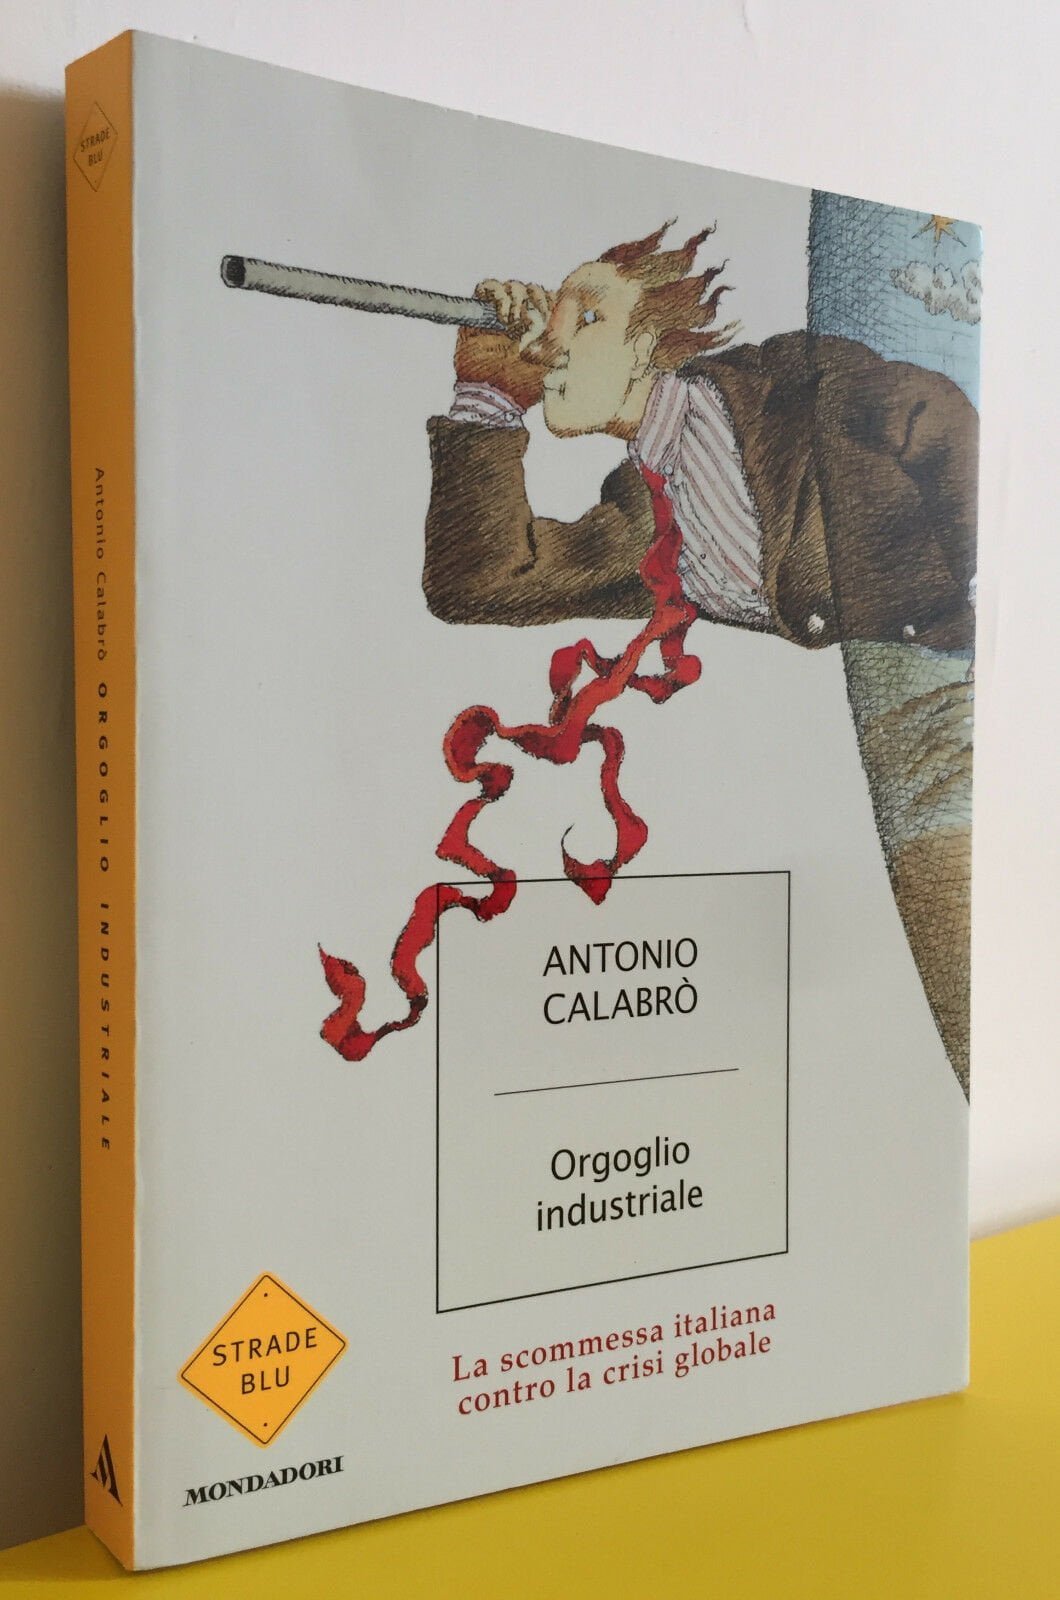 STRADE
BLU
Antonio Calabrò ORGOGLIO INDUSTRIALE
ANTONIO
CALABRÒ
Orgoglio
industriale
La scommessa italiana
contro la crisi globale
STRADE
BLU
MONDADORI